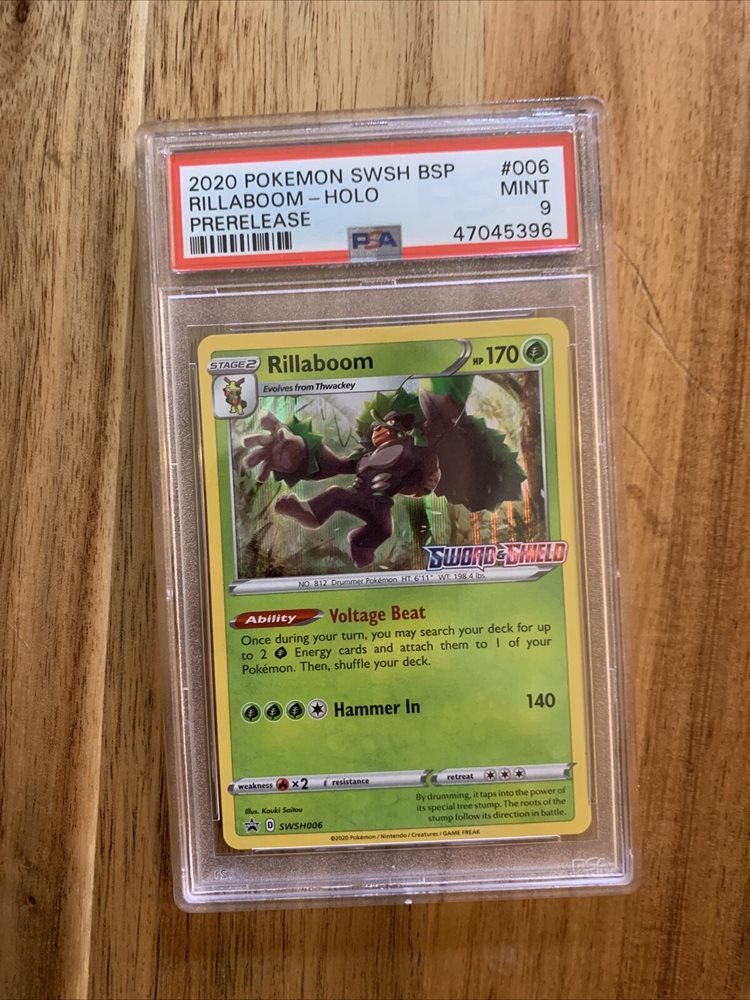 2020 POKEMON SWSH BSP #006
RILLABOOM - HOLO MINT
PRERELEASE 9
PSA 47045396
STAGE 2 Rillaboom HP 170
Evolves from Thwackey
SWORD & SHIELD
NO. 812 Drummer Pokémon HT: 6'11" WT: 198.4 lbs.
Ability Voltage Beat
Once during your turn, you may search your deck for up
to 2 Energy cards and attach them to 1 of your
Pokémon. Then, shuffle your deck.
Hammer In 140
weakness ×2 resistance retreat
By drumming, it taps into the power of
its special tree stump. The roots of the
stump follow its direction in battle.
Illus. Kouki Saitou
D SWSH006
©2020 Pokémon / Nintendo / Creatures / GAME FREAK